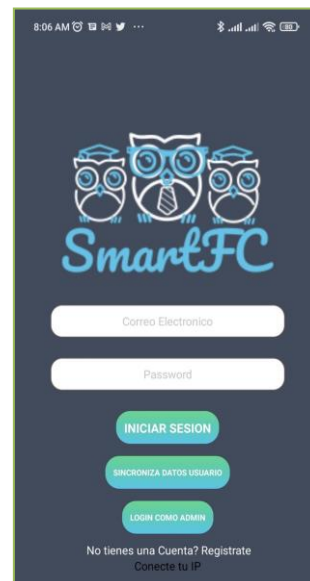 8:06 AM
80
SmartFC
Correo Electronico
Password
INICIAR SESION
SINCRONIZA DATOS USUARIO
LOGIN COMO ADMIN
No tienes una Cuenta? Registrate
Conecte tu IP